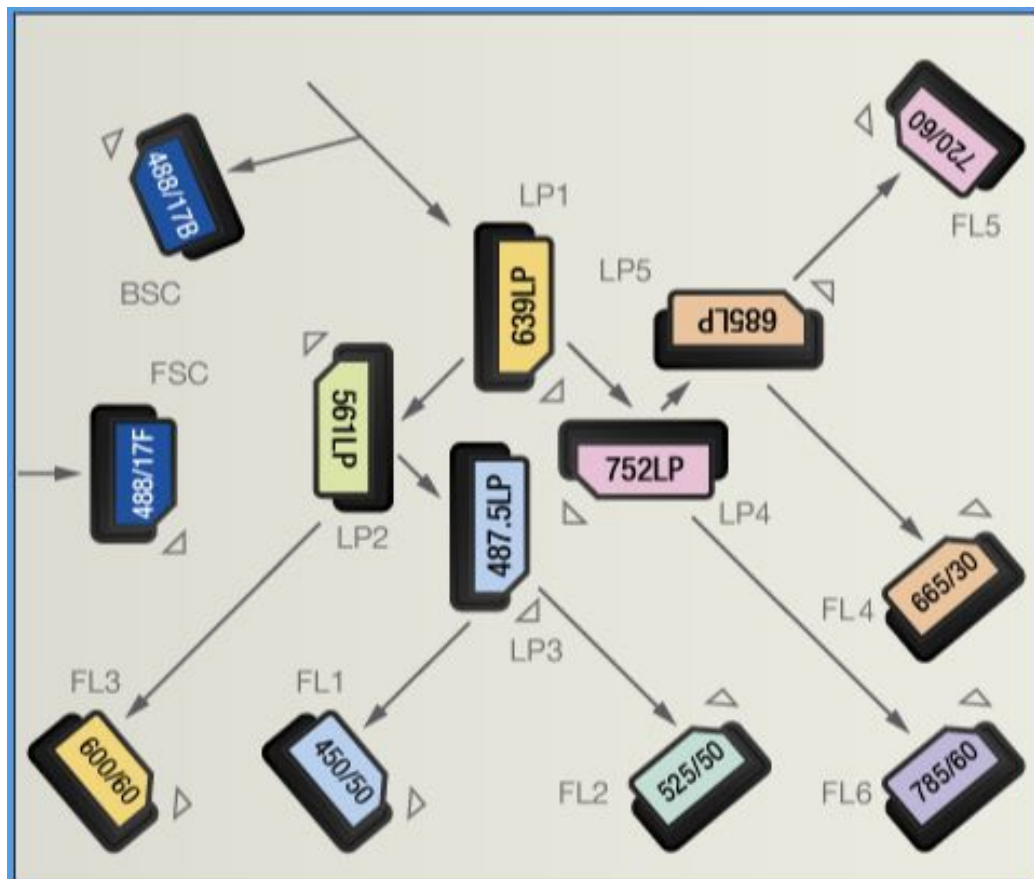 720/60
FL5
488/17B
BSC
LP1
639LP
LP5
685LP
FSC
488/17F
561LP
LP2
752LP
LP4
487.5LP
LP3
665/30
FL4
FL3
600/60
FL1
450/50
FL2
525/50
FL6
785/60